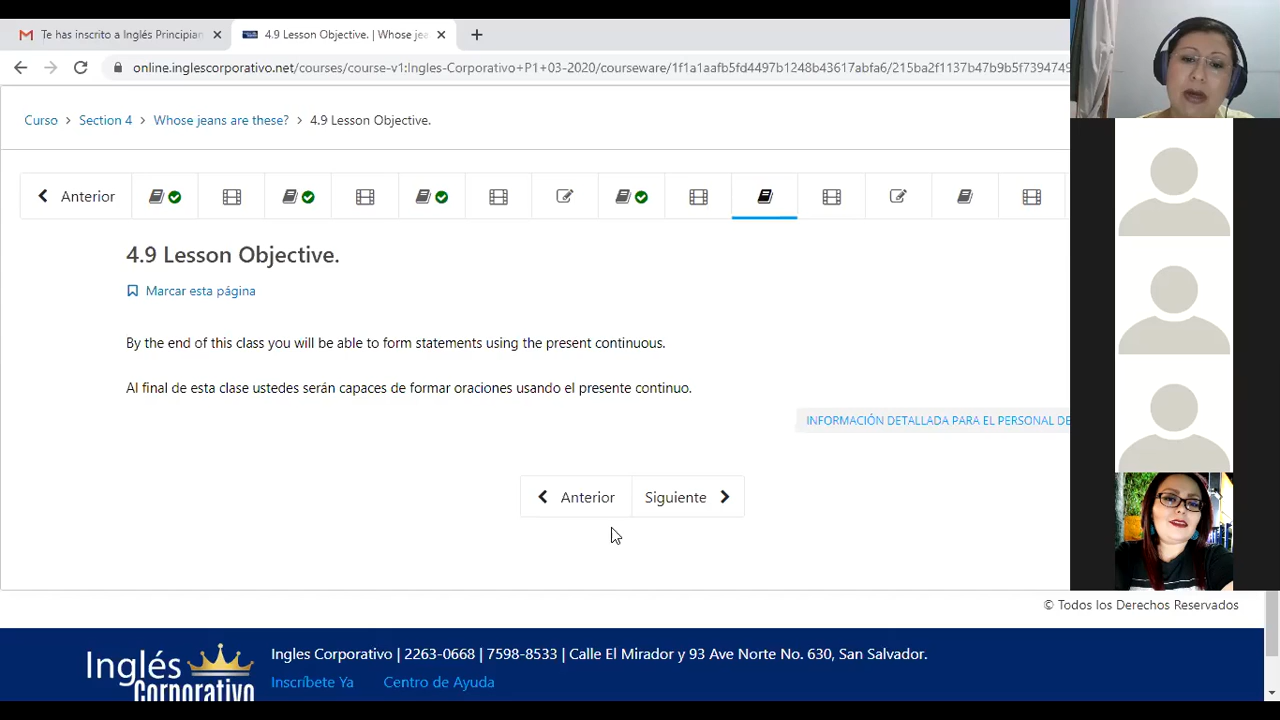 Te has inscrito a Inglés Principian
4.9 Lesson Objective. | Whose jea
online.inglescorporativo.net/courses/course-v1:Ingles-Corporativo+P1+03-2020/courseware/1f1a1aafb5fd4497b1248b43617abfa6/215ba2f1137b47b9b5f7394749
Curso > Section 4 > Whose jeans are these? > 4.9 Lesson Objective.
Anterior
4.9 Lesson Objective.
Marcar esta página
By the end of this class you will be able to form statements using the present continuous.
Al final de esta clase ustedes serán capaces de formar oraciones usando el presente continuo.
INFORMACIÓN DETALLADA PARA EL PERSONAL DE
Anterior Siguiente
© Todos los Derechos Reservados
Inglés Corporativo
Ingles Corporativo | 2263-0668 | 7598-8533 | Calle El Mirador y 93 Ave Norte No. 630, San Salvador.
Inscríbete Ya Centro de Ayuda